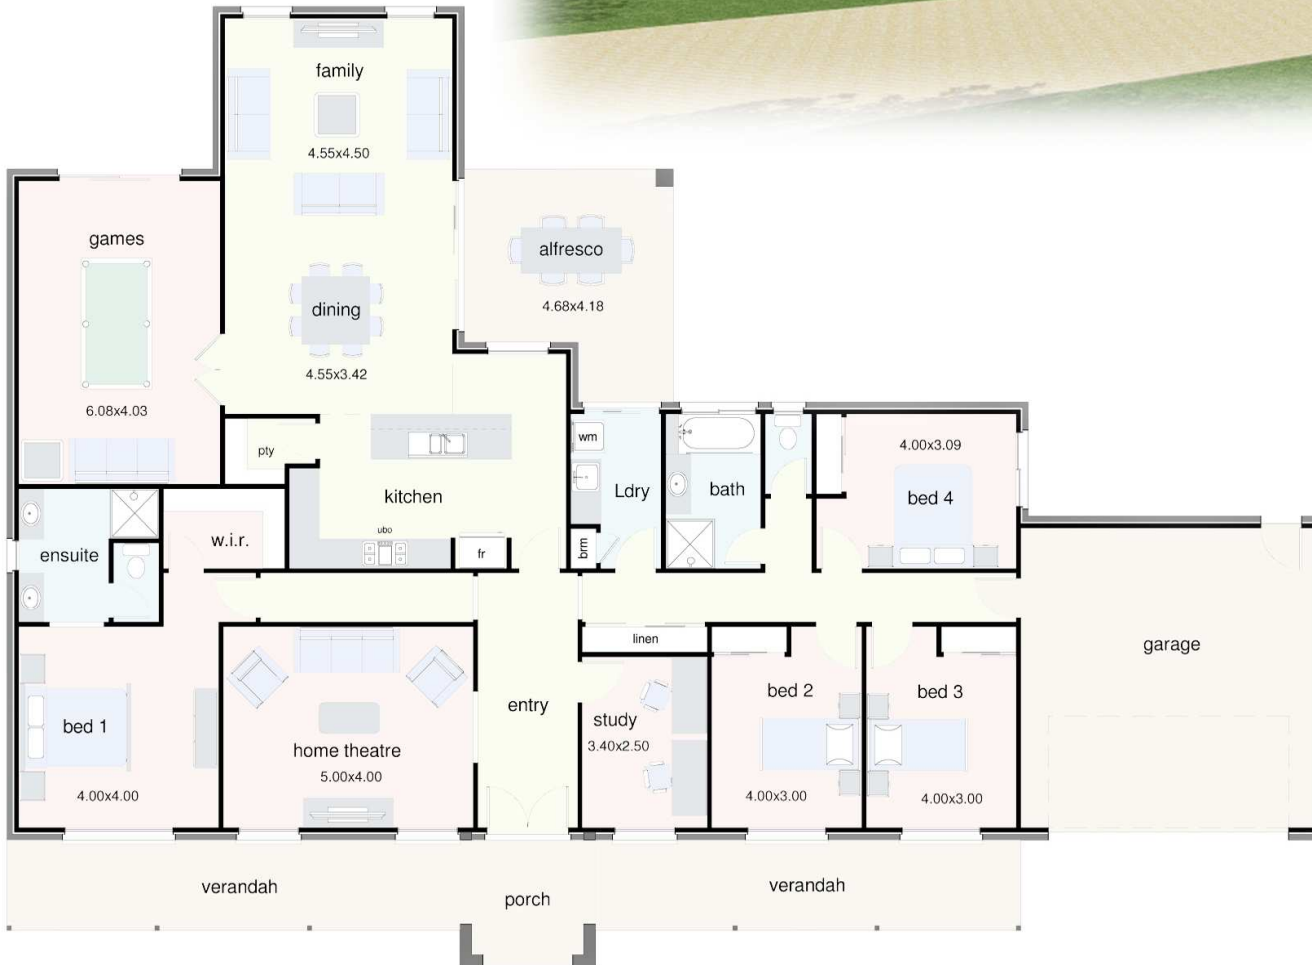 family
4.55x4.50
games
alfresco
4.68x4.18
dining
4.55x3.42
6.08x4.03
pty
wm
4.00x3.09
Ldry
bath
bed 4
kitchen
ubo
fr
brm
ensuite
w.i.r.
linen
garage
bed 1
4.00x4.00
home theatre
5.00x4.00
entry
study
3.40x2.50
bed 2
4.00x3.00
bed 3
4.00x3.00
verandah
porch
verandah